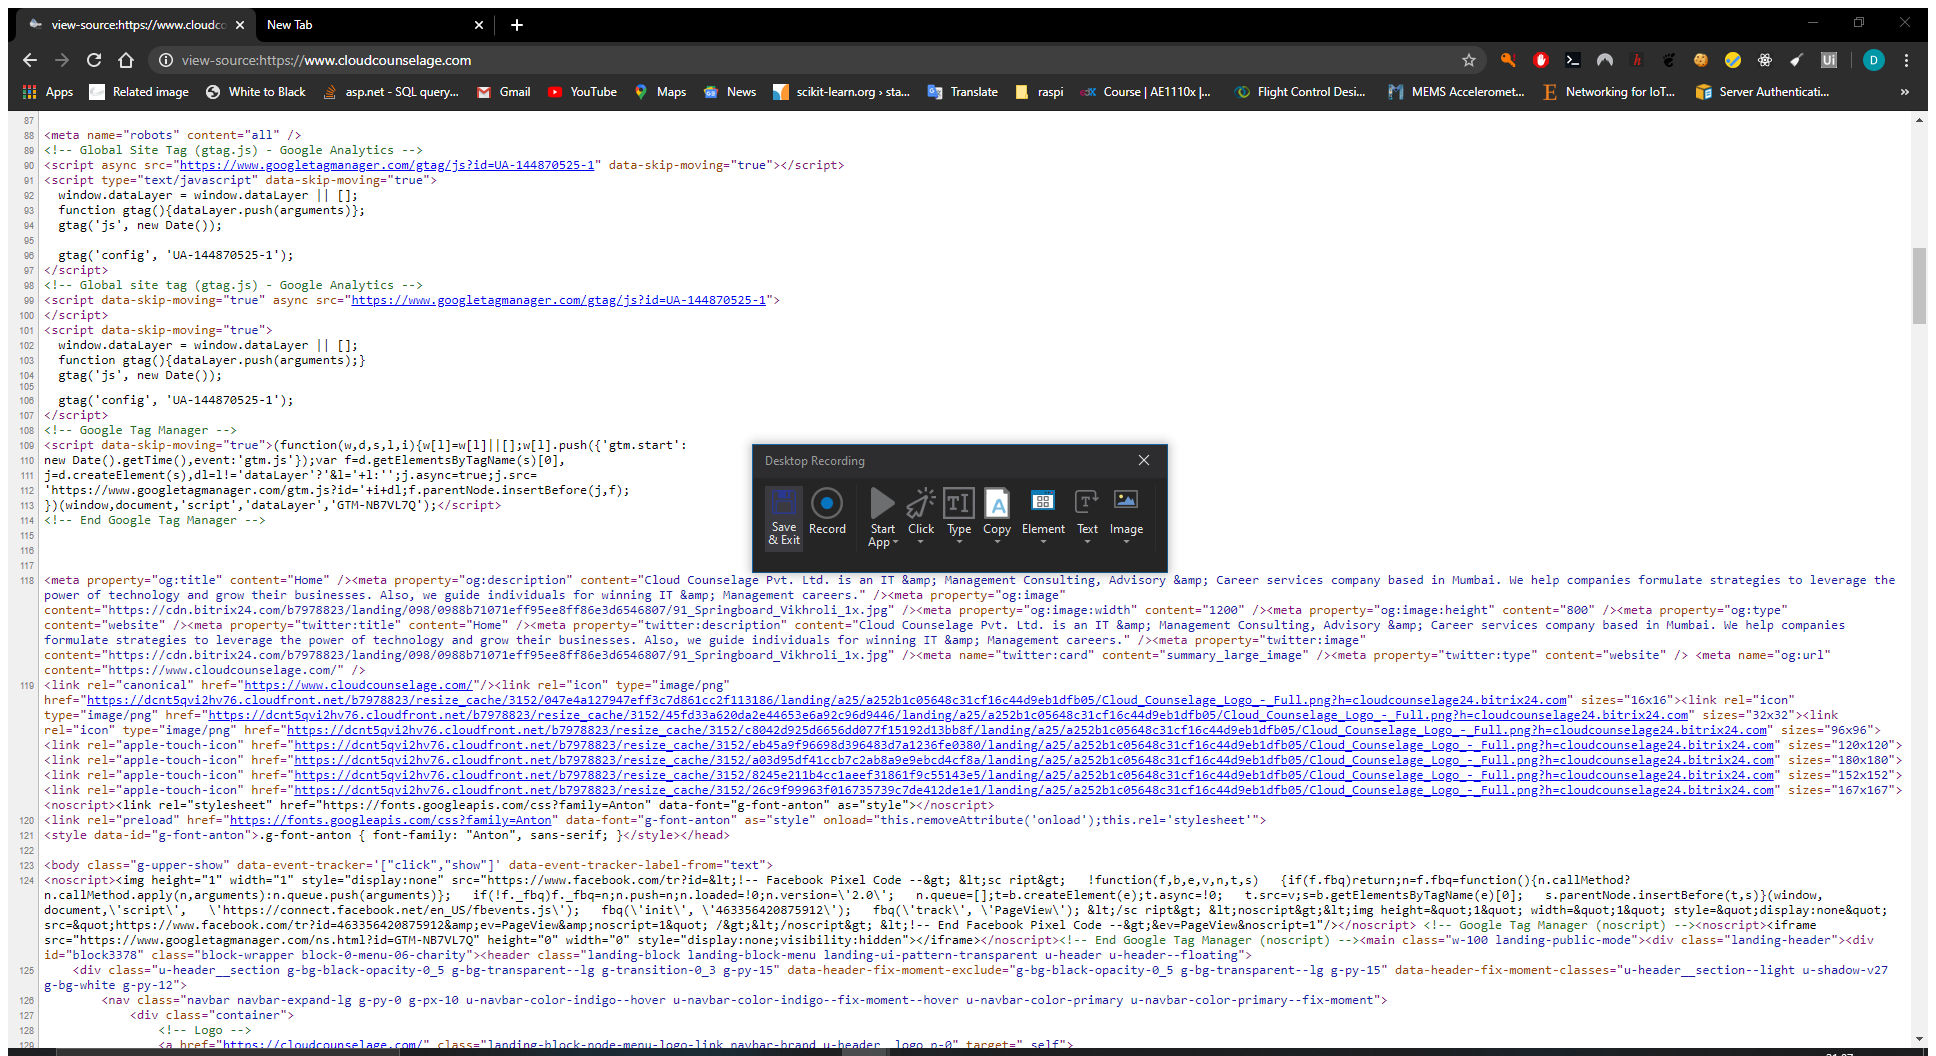 view-source:https://www.cloudco
New Tab
view-source:https://www.cloudcounselage.com
D
Apps
Related image
White to Black
asp.net - SQL query...
Gmail
YouTube
Maps
News
scikit-learn.org › sta...
Translate
raspi
Course | AE1110x |...
Flight Control Desi...
MEMS Acceleromet...
Networking for IoT...
Server Authenticati...
»
87
88 <meta name="robots" content="all" />
89 <!-- Global Site Tag (gtag.js) - Google Analytics -->
90 <script async src="https://www.googletagmanager.com/gtag/js?id=UA-144870525-1" data-skip-moving="true"></script>
91 <script type="text/javascript" data-skip-moving="true">
92 window.dataLayer = window.dataLayer || [];
93 function gtag(){dataLayer.push(arguments)};
94 gtag('js', new Date());
95
96 gtag('config', 'UA-144870525-1');
97 </script>
98 <!-- Global site tag (gtag.js) - Google Analytics -->
99 <script data-skip-moving="true" async src="https://www.googletagmanager.com/gtag/js?id=UA-144870525-1">
100 </script>
101 <script data-skip-moving="true">
102 window.dataLayer = window.dataLayer || [];
103 function gtag(){dataLayer.push(arguments);}
104 gtag('js', new Date());
105
106 gtag('config', 'UA-144870525-1');
107 </script>
108 <!-- Google Tag Manager -->
109 <script data-skip-moving="true">(function(w,d,s,l,i){w[l]=w[l]||[];w[l].push({'gtm.start':
110 new Date().getTime(),event:'gtm.js'});var f=d.getElementsByTagName(s)[0],
111 j=d.createElement(s),dl=l!='dataLayer'?'&l='+l:'';j.async=true;j.src=
112 'https://www.googletagmanager.com/gtm.js?id='+i+dl;f.parentNode.insertBefore(j,f);
113 })(window,document,'script','dataLayer','GTM-NB7VL7Q');</script>
114 <!-- End Google Tag Manager -->
115
116
117
Desktop Recording
Save & Exit
Record
Start App
Click
Type
Copy
Element
Text
Image
118 <meta property="og:title" content="Home" /><meta property="og:description" content="Cloud Counselage Pvt. Ltd. is an IT &amp; Management Consulting, Advisory &amp; Career services company based in Mumbai. We help companies formulate strategies to leverage the
power of technology and grow their businesses. Also, we guide individuals for winning IT &amp; Management careers." /><meta property="og:image"
content="https://cdn.bitrix24.com/b7978823/landing/098/0988b71071eff95ee8ff86e3d6546807/91_Springboard_Vikhroli_1x.jpg" /><meta property="og:image:width" content="1200" /><meta property="og:image:height" content="800" /><meta property="og:type"
content="website" /><meta property="twitter:title" content="Home" /><meta property="twitter:description" content="Cloud Counselage Pvt. Ltd. is an IT &amp; Management Consulting, Advisory &amp; Career services company based in Mumbai. We help companies
formulate strategies to leverage the power of technology and grow their businesses. Also, we guide individuals for winning IT &amp; Management careers." /><meta property="twitter:image"
content="https://cdn.bitrix24.com/b7978823/landing/098/0988b71071eff95ee8ff86e3d6546807/91_Springboard_Vikhroli_1x.jpg" /><meta name="twitter:card" content="summary_large_image" /><meta property="twitter:type" content="website" /> <meta name="og:url"
content="https://www.cloudcounselage.com/" />
119 <link rel="canonical" href="https://www.cloudcounselage.com/"/><link rel="icon" type="image/png"
href="https://dcnt5qvi2hv76.cloudfront.net/b7978823/resize_cache/3152/047e4a127947eff3c7d861cc2f113186/landing/a25/a252b1c05648c31cf16c44d9eb1dfb05/Cloud_Counselage_Logo_-_Full.png?h=cloudcounselage24.bitrix24.com" sizes="16x16"><link rel="icon"
type="image/png" href="https://dcnt5qvi2hv76.cloudfront.net/b7978823/resize_cache/3152/45fd33a620da2e44653e6a92c96d9446/landing/a25/a252b1c05648c31cf16c44d9eb1dfb05/Cloud_Counselage_Logo_-_Full.png?h=cloudcounselage24.bitrix24.com" sizes="32x32"><link
rel="icon" type="image/png" href="https://dcnt5qvi2hv76.cloudfront.net/b7978823/resize_cache/3152/c8042d925d6656dd077f15192d13bb8f/landing/a25/a252b1c05648c31cf16c44d9eb1dfb05/Cloud_Counselage_Logo_-_Full.png?h=cloudcounselage24.bitrix24.com" sizes="96x96">
<link rel="apple-touch-icon" href="https://dcnt5qvi2hv76.cloudfront.net/b7978823/resize_cache/3152/eb45a9f96698d396483d7a1236fe0380/landing/a25/a252b1c05648c31cf16c44d9eb1dfb05/Cloud_Counselage_Logo_-_Full.png?h=cloudcounselage24.bitrix24.com" sizes="120x120">
<link rel="apple-touch-icon" href="https://dcnt5qvi2hv76.cloudfront.net/b7978823/resize_cache/3152/a03d95df41ccb7c2ab8a9e9ebcd4cf8a/landing/a25/a252b1c05648c31cf16c44d9eb1dfb05/Cloud_Counselage_Logo_-_Full.png?h=cloudcounselage24.bitrix24.com" sizes="180x180">
<link rel="apple-touch-icon" href="https://dcnt5qvi2hv76.cloudfront.net/b7978823/resize_cache/3152/8245e211b4cc1aeef31861f9c55143e5/landing/a25/a252b1c05648c31cf16c44d9eb1dfb05/Cloud_Counselage_Logo_-_Full.png?h=cloudcounselage24.bitrix24.com" sizes="152x152">
<link rel="apple-touch-icon" href="https://dcnt5qvi2hv76.cloudfront.net/b7978823/resize_cache/3152/26c9f99963f016735739c7de412de1e1/landing/a25/a252b1c05648c31cf16c44d9eb1dfb05/Cloud_Counselage_Logo_-_Full.png?h=cloudcounselage24.bitrix24.com" sizes="167x167">
<noscript><link rel="stylesheet" href="https://fonts.googleapis.com/css?family=Anton" data-font="g-font-anton" as="style"></noscript>
120 <link rel="preload" href="https://fonts.googleapis.com/css?family=Anton" data-font="g-font-anton" as="style" onload="this.removeAttribute('onload');this.rel='stylesheet'">
121 <style data-id="g-font-anton">.g-font-anton { font-family: "Anton", sans-serif; }</style></head>
122
123 <body class="g-upper-show" data-event-tracker='["click","show"]' data-event-tracker-label-from="text">
124 <noscript><img height="1" width="1" style="display:none" src="https://www.facebook.com/tr?id=&lt;!-- Facebook Pixel Code --&gt; &lt;sc ript&gt; !function(f,b,e,v,n,t,s) {if(f.fbq)return;n=f.fbq=function(){n.callMethod?
n.callMethod.apply(n,arguments):n.queue.push(arguments)}; if(!f._fbq)f._fbq=n;n.push=n;n.loaded=!0;n.version=\'2.0\'; n.queue=[];t=b.createElement(e);t.async=!0; t.src=v;s=b.getElementsByTagName(e)[0]; s.parentNode.insertBefore(t,s)}(window,
document,\'script\', \'https://connect.facebook.net/en_US/fbevents.js\'); fbq(\'init\', \'463356420875912\'); fbq(\'track\', \'PageView\'); &lt;/sc ript&gt; &lt;noscript&gt;&lt;img height=&quot;1&quot; width=&quot;1&quot; style=&quot;display:none&quot;
src=&quot;https://www.facebook.com/tr?id=463356420875912&amp;ev=PageView&amp;noscript=1&quot; /&gt;&lt;/noscript&gt; &lt;!-- End Facebook Pixel Code --&gt;&ev=PageView&noscript=1"/></noscript> <!-- Google Tag Manager (noscript) --><noscript><iframe
src="https://www.googletagmanager.com/ns.html?id=GTM-NB7VL7Q" height="0" width="0" style="display:none;visibility:hidden"></iframe></noscript><!-- End Google Tag Manager (noscript) --><main class="w-100 landing-public-mode"><div class="landing-header"><div
id="block3378" class="block-wrapper block-0-menu-06-charity"><header class="landing-block landing-block-menu landing-ui-pattern-transparent u-header u-header--floating">
125 <div class="u-header__section g-bg-black-opacity-0_5 g-bg-transparent--lg g-transition-0_3 g-py-15" data-header-fix-moment-exclude="g-bg-black-opacity-0_5 g-bg-transparent--lg g-py-15" data-header-fix-moment-classes="u-header__section--light u-shadow-v27
g-bg-white g-py-12">
126 <nav class="navbar navbar-expand-lg g-py-0 g-px-10 u-navbar-color-indigo--hover u-navbar-color-indigo--fix-moment--hover u-navbar-color-primary u-navbar-color-primary--fix-moment">
127 <div class="container">
128 <!-- Logo -->
129 <a href="https://cloudcounselage.com/" class="landing-block-node-menu-logo-link navbar-brand u-header__logo p-0" target="_self">